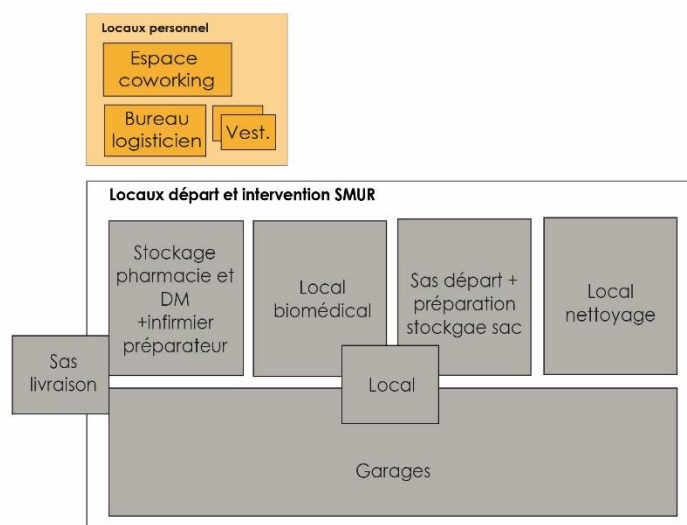 Locaux personnel
Espace
coworking
Bureau
logisticien
Vest.
Locaux départ et intervention SMUR
Stockage
pharmacie et
DM
+infirmier
préparateur
Local
biomédical
Sas départ +
préparation
stockgae sac
Local
nettoyage
Sas
livraison
Local
Garages